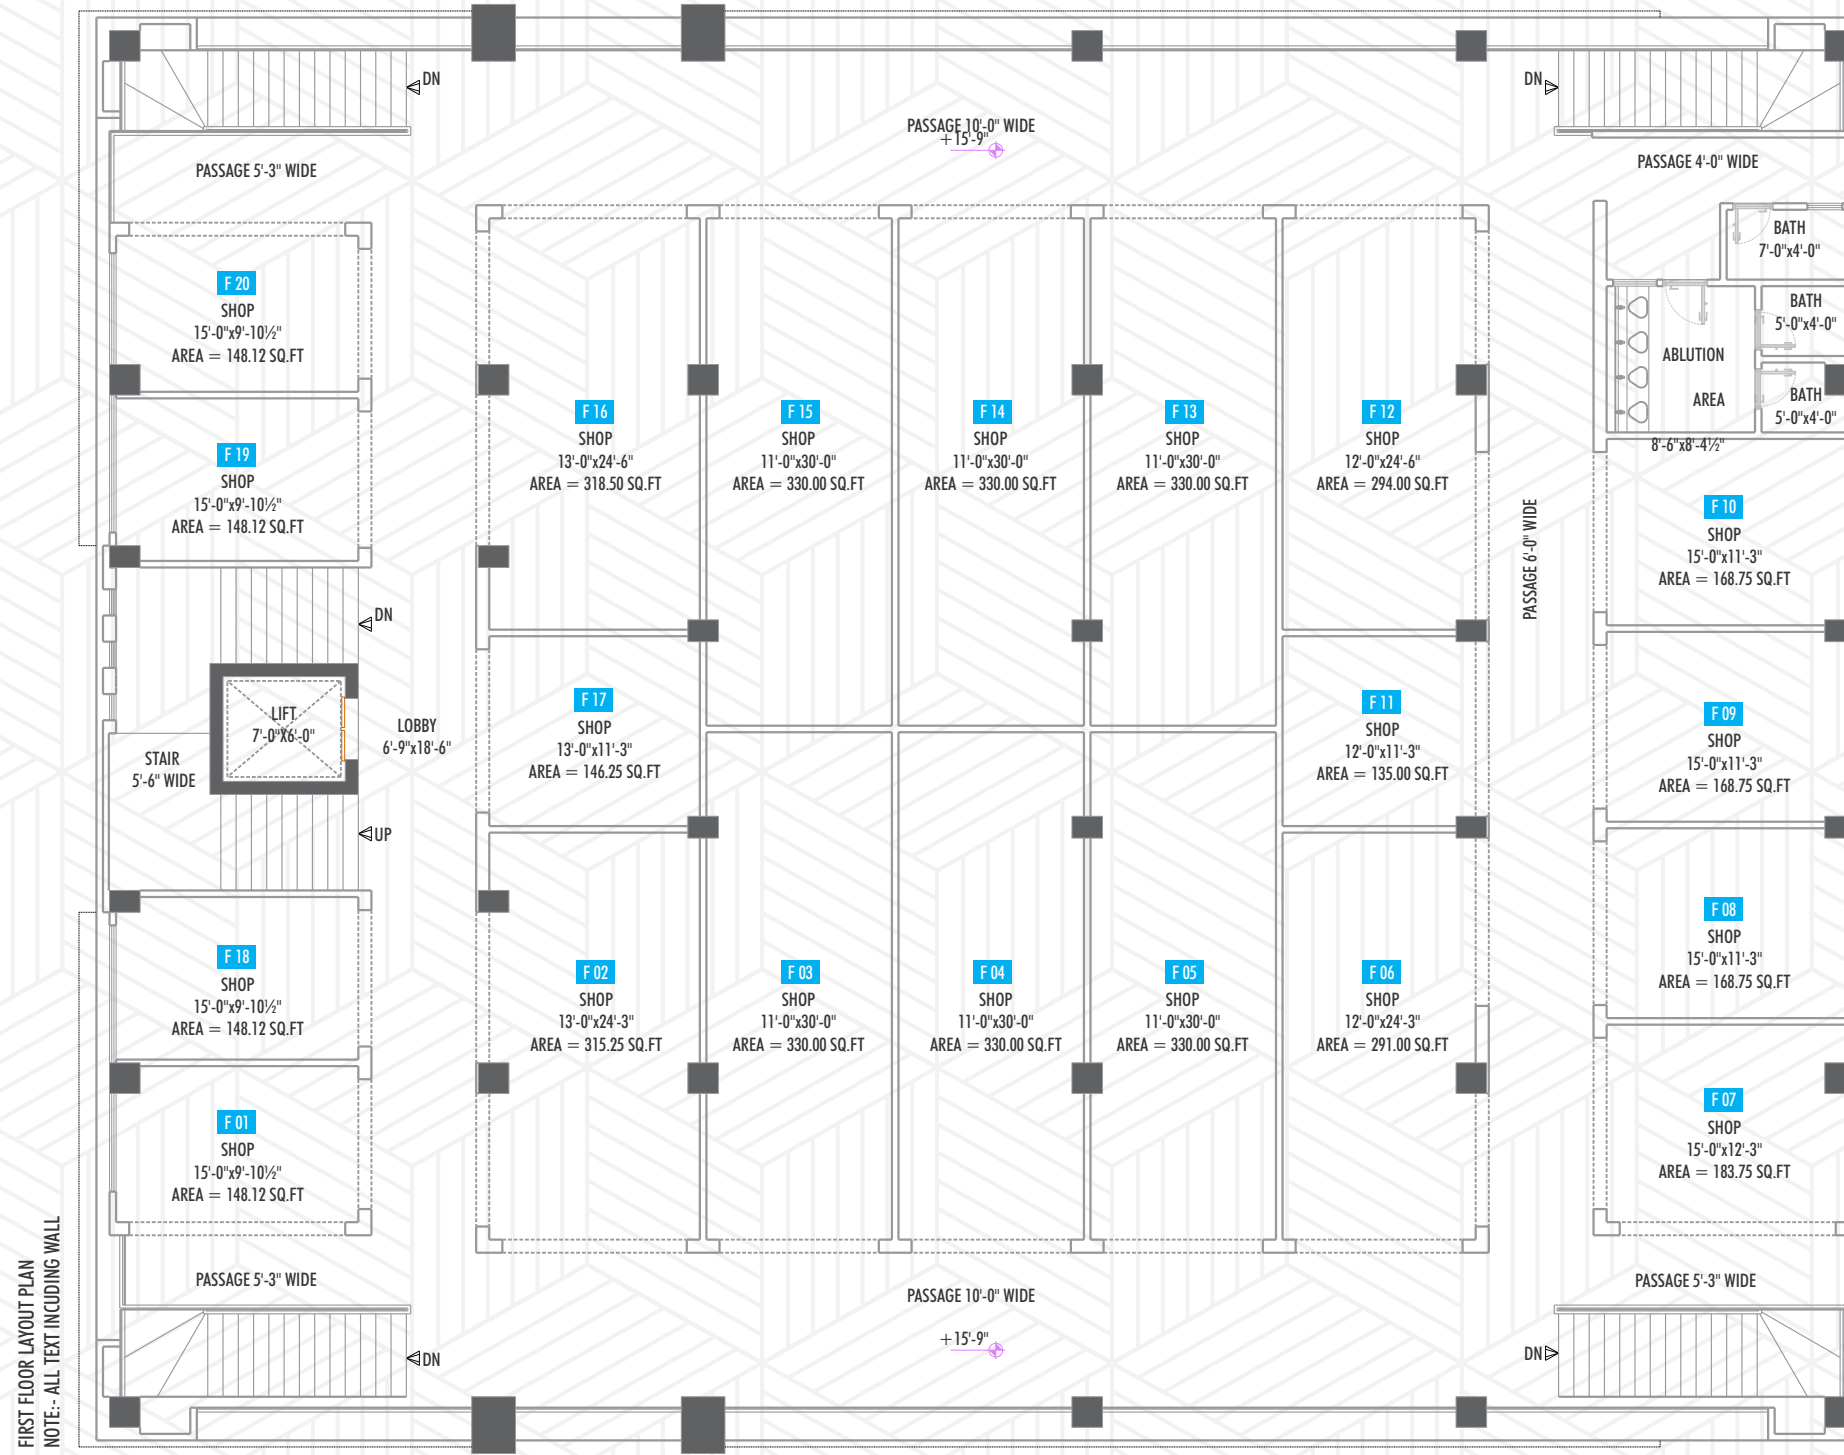 DN
DN
PASSAGE 10'-0" WIDE
+15'-9"
PASSAGE 5'-3" WIDE
PASSAGE 4'-0" WIDE
BATH
7'-0"x4'-0"
BATH
5'-0"x4'-0"
ABLUTION
AREA
8'-6"x8'-4½"
BATH
5'-0"x4'-0"
F 20
SHOP
15'-0"x9'-10½"
AREA = 148.12 SQ.FT
F 19
SHOP
15'-0"x9'-10½"
AREA = 148.12 SQ.FT
F 16
SHOP
13'-0"x24'-6"
AREA = 318.50 SQ.FT
F 15
SHOP
11'-0"x30'-0"
AREA = 330.00 SQ.FT
F 14
SHOP
11'-0"x30'-0"
AREA = 330.00 SQ.FT
F 13
SHOP
11'-0"x30'-0"
AREA = 330.00 SQ.FT
F 12
SHOP
12'-0"x24'-6"
AREA = 294.00 SQ.FT
PASSAGE 6'-0" WIDE
F 10
SHOP
15'-0"x11'-3"
AREA = 168.75 SQ.FT
DN
LIFT
7'-0"X6'-0"
LOBBY
6'-9"x18'-6"
STAIR
5'-6" WIDE
UP
F 17
SHOP
13'-0"x11'-3"
AREA = 146.25 SQ.FT
F 11
SHOP
12'-0"x11'-3"
AREA = 135.00 SQ.FT
F 09
SHOP
15'-0"x11'-3"
AREA = 168.75 SQ.FT
F 08
SHOP
15'-0"x11'-3"
AREA = 168.75 SQ.FT
F 18
SHOP
15'-0"x9'-10½"
AREA = 148.12 SQ.FT
F 02
SHOP
13'-0"x24'-3"
AREA = 315.25 SQ.FT
F 03
SHOP
11'-0"x30'-0"
AREA = 330.00 SQ.FT
F 04
SHOP
11'-0"x30'-0"
AREA = 330.00 SQ.FT
F 05
SHOP
11'-0"x30'-0"
AREA = 330.00 SQ.FT
F 06
SHOP
12'-0"x24'-3"
AREA = 291.00 SQ.FT
F 01
SHOP
15'-0"x9'-10½"
AREA = 148.12 SQ.FT
F 07
SHOP
15'-0"x12'-3"
AREA = 183.75 SQ.FT
PASSAGE 5'-3" WIDE
PASSAGE 10'-0" WIDE
+15'-9"
PASSAGE 5'-3" WIDE
DN
DN
FIRST FLOOR LAYOUT PLAN
NOTE:- ALL TEXT INCUDING WALL